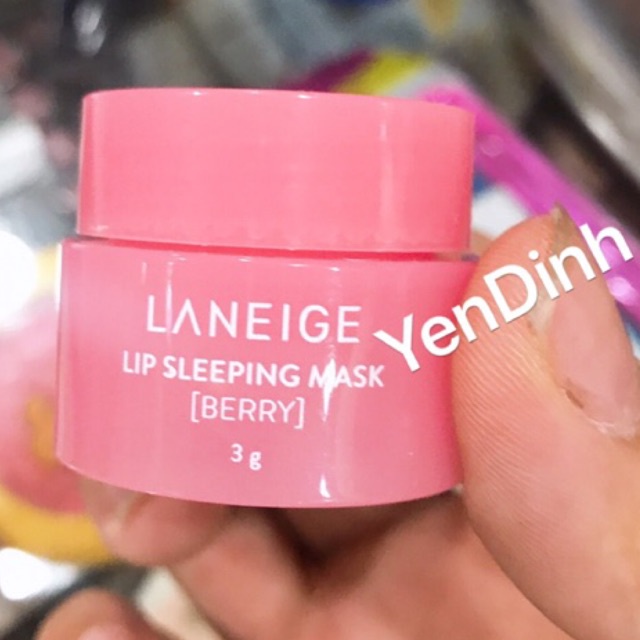 LANEIGE
LIP SLEEPING MASK
[BERRY]
3 g
YenDinh